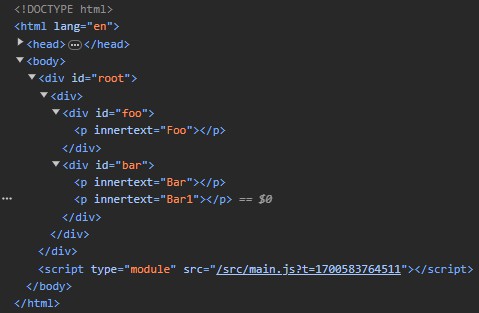 <!DOCTYPE html>
<html lang="en">
<head> ••• </head>
<body>
<div id="root">
<div>
<div id="foo">
<p innertext="Foo"></p>
</div>
<div id="bar">
<p innertext="Bar"></p>
<p innertext="Bar1"></p> == $0
</div>
</div>
</div>
<script type="module" src="/src/main.js?t=1700583764511"></script>
</body>
</html>